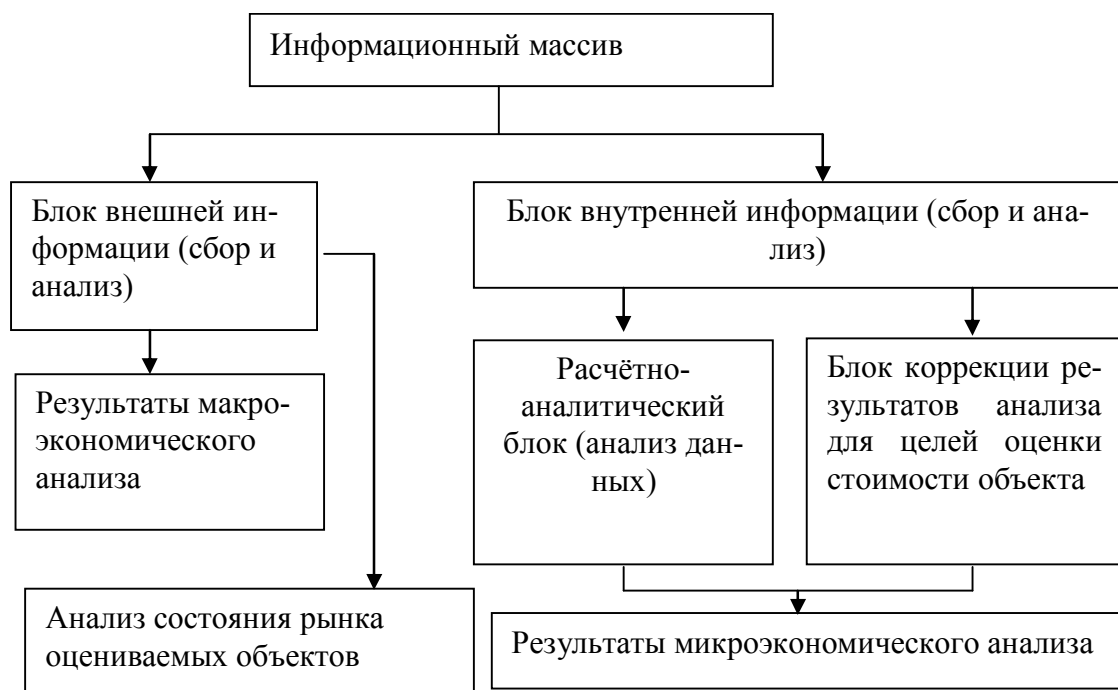 Информационный массив
Блок внешней ин-
формации (сбор и
анализ)
Блок внутренней информации (сбор и ана-
лиз)
Результаты макро-
экономического
анализа
Расчётно-
аналитический
блок (анализ дан-
ных)
Блок коррекции ре-
зультатов анализа
для целей оценки
стоимости объекта
Анализ состояния рынка
оцениваемых объектов
Результаты микроэкономического анализа